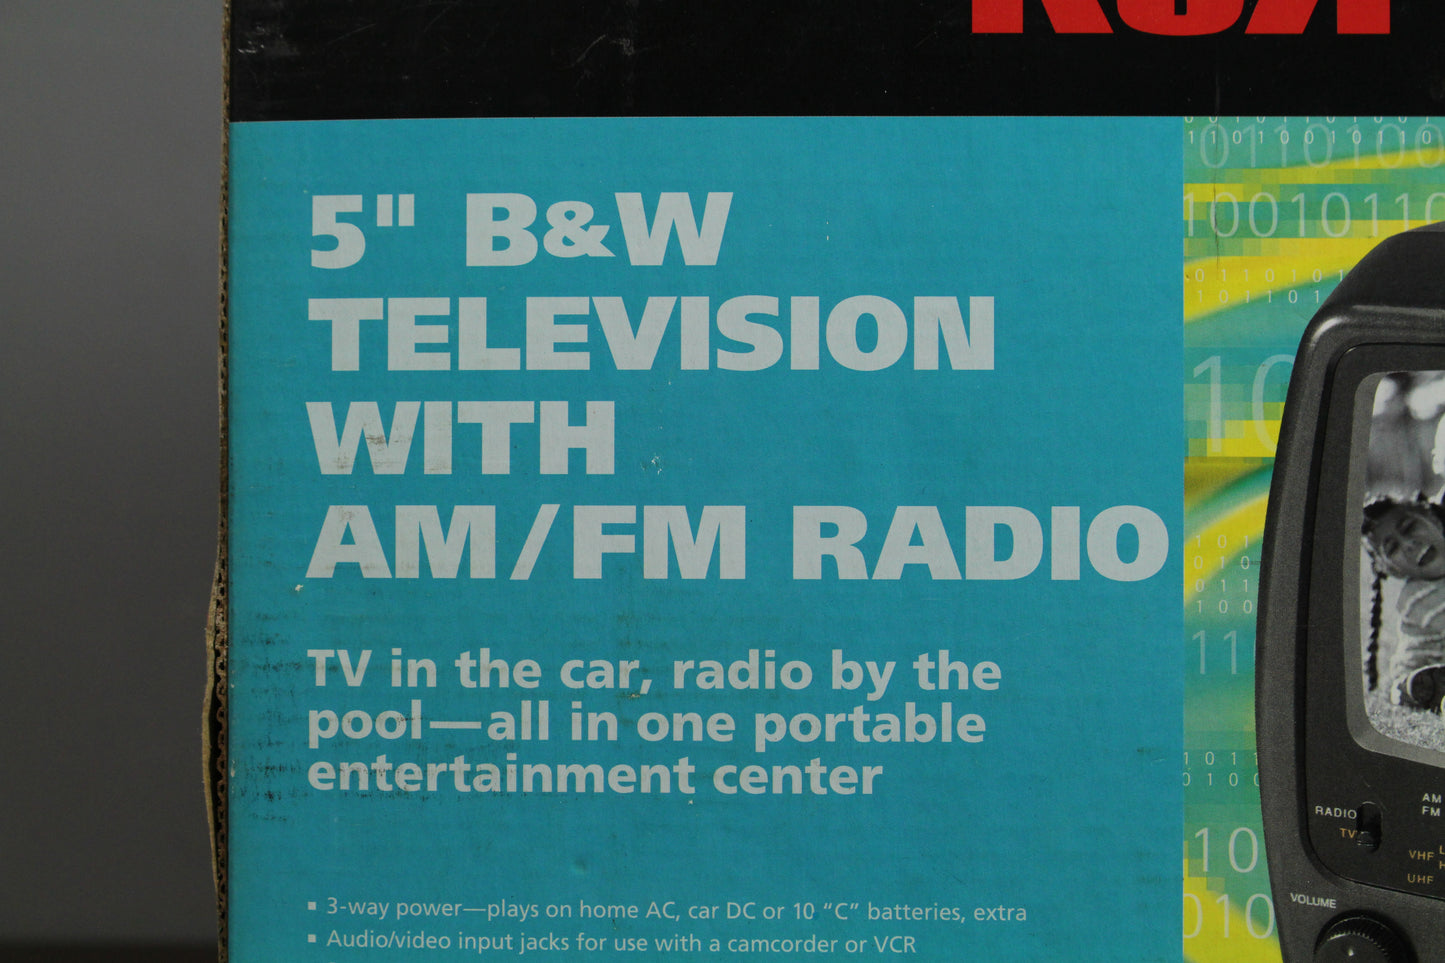 RCA
5" B&W
TELEVISION
WITH
AM/FM RADIO
TV in the car, radio by the
pool—all in one portable
entertainment center
▪ 3-way power—plays on home AC, car DC or 10 “C” batteries, extra
▪ Audio/video input jacks for use with a camcorder or VCR
RADIO
TV
AM
FM
VHF
UHF
VOLUME